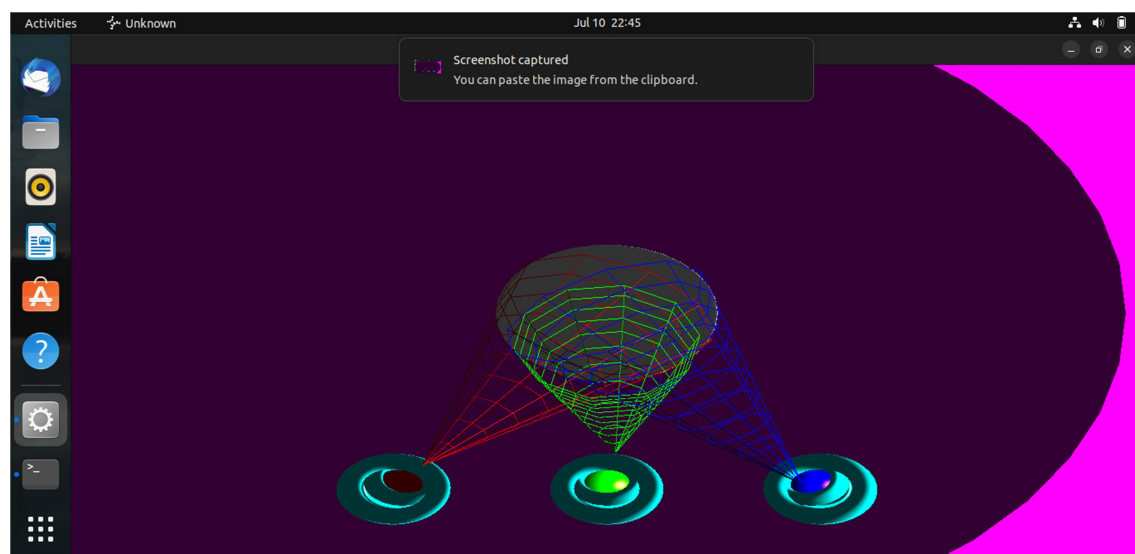 Activities
Unknown
Jul 10 22:45
Screenshot captured
You can paste the image from the clipboard.